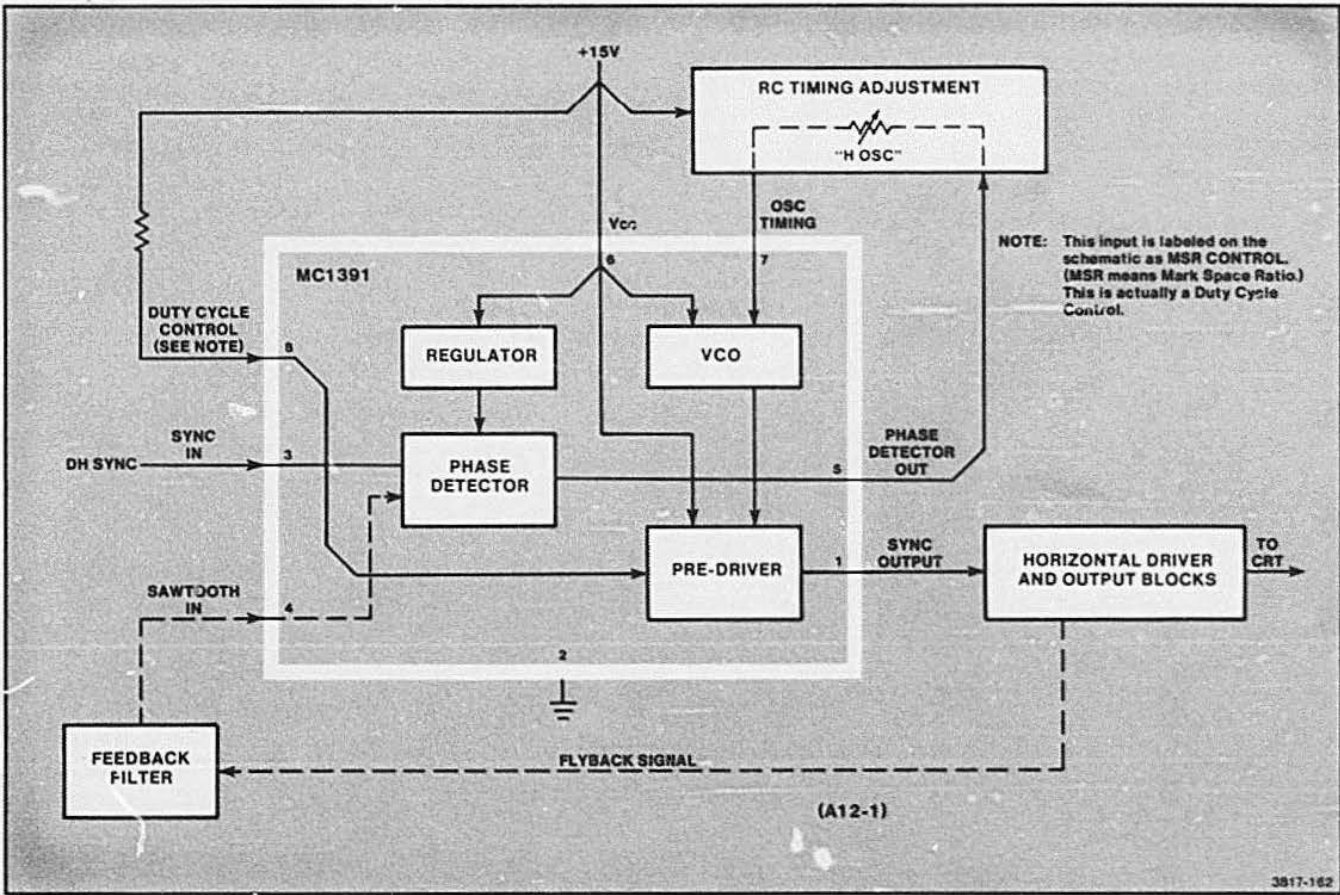 +15V
RC TIMING ADJUSTMENT
"H OSC"
Vcc
OSC
TIMING
6
7
NOTE: This input is labeled on the
schematic as MSR CONTROL.
(MSR means Mark Space Ratio.)
This is actually a Duty Cycle
Control.
MC1391
DUTY CYCLE
CONTROL
(SEE NOTE)
8
REGULATOR
VCO
SYNC
IN
DH SYNC
3
PHASE
DETECTOR
PHASE
DETECTOR
OUT
5
SAWTOOTH
IN
4
PRE-DRIVER
1
SYNC
OUTPUT
HORIZONTAL DRIVER
AND OUTPUT BLOCKS
TO
CRT
2
FEEDBACK
FILTER
FLYBACK SIGNAL
(A12-1)
3817-162